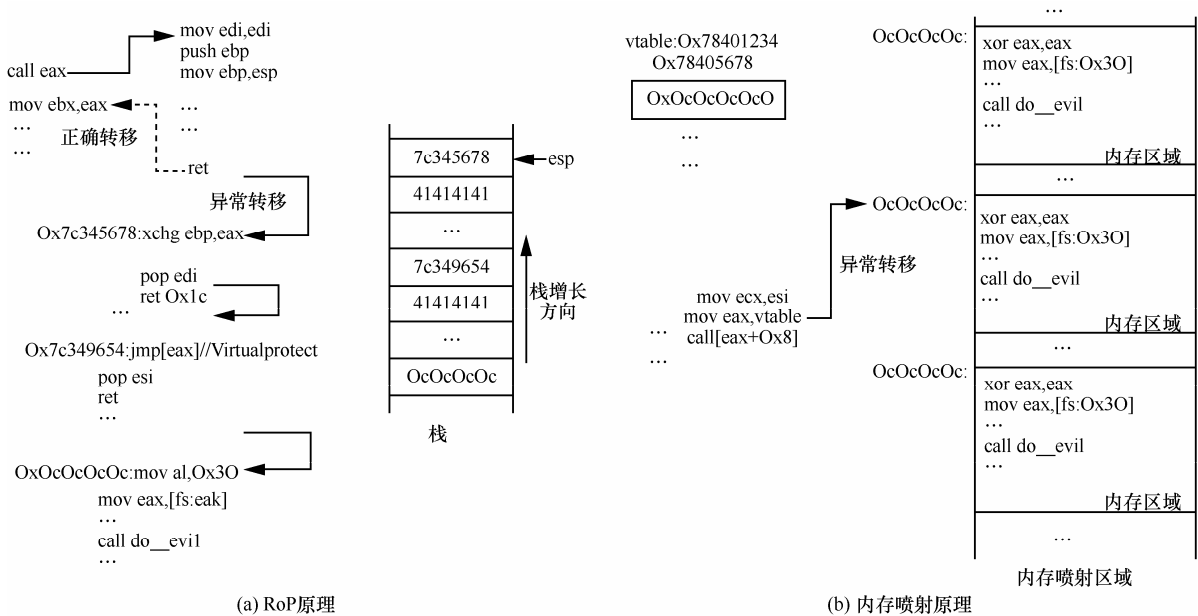 mov edi,edi
push ebp
mov ebp,esp
call eax
mov ebx,eax
…
…
正确转移
…
…
ret
异常转移
Ox7c345678:xchg ebp,eax
pop edi
ret Ox1c
…
Ox7c349654:jmp[eax]//Virtualprotect
pop esi
ret
…
OxOcOcOcOc:mov al,Ox3O
mov eax,[fs:eak]
…
call do__evi1
…
7c345678
esp
41414141
…
7c349654
41414141
…
OcOcOcOc
栈增长
方向
栈
(a) RoP原理
vtable:Ox78401234
Ox78405678
OxOcOcOcOcO
…
…
mov ecx,esi
mov eax,vtable
call[eax+Ox8]
…
…
异常转移
…
OcOcOcOc:
xor eax,eax
mov eax,[fs:Ox3O]
…
call do__evil
…
内存区域
…
OcOcOcOc:
xor eax,eax
mov eax,[fs:Ox3O]
…
call do__evil
…
内存区域
…
OcOcOcOc:
xor eax,eax
mov eax,[fs:Ox3O]
…
call do__evil
…
内存区域
…
内存喷射区域
(b) 内存喷射原理